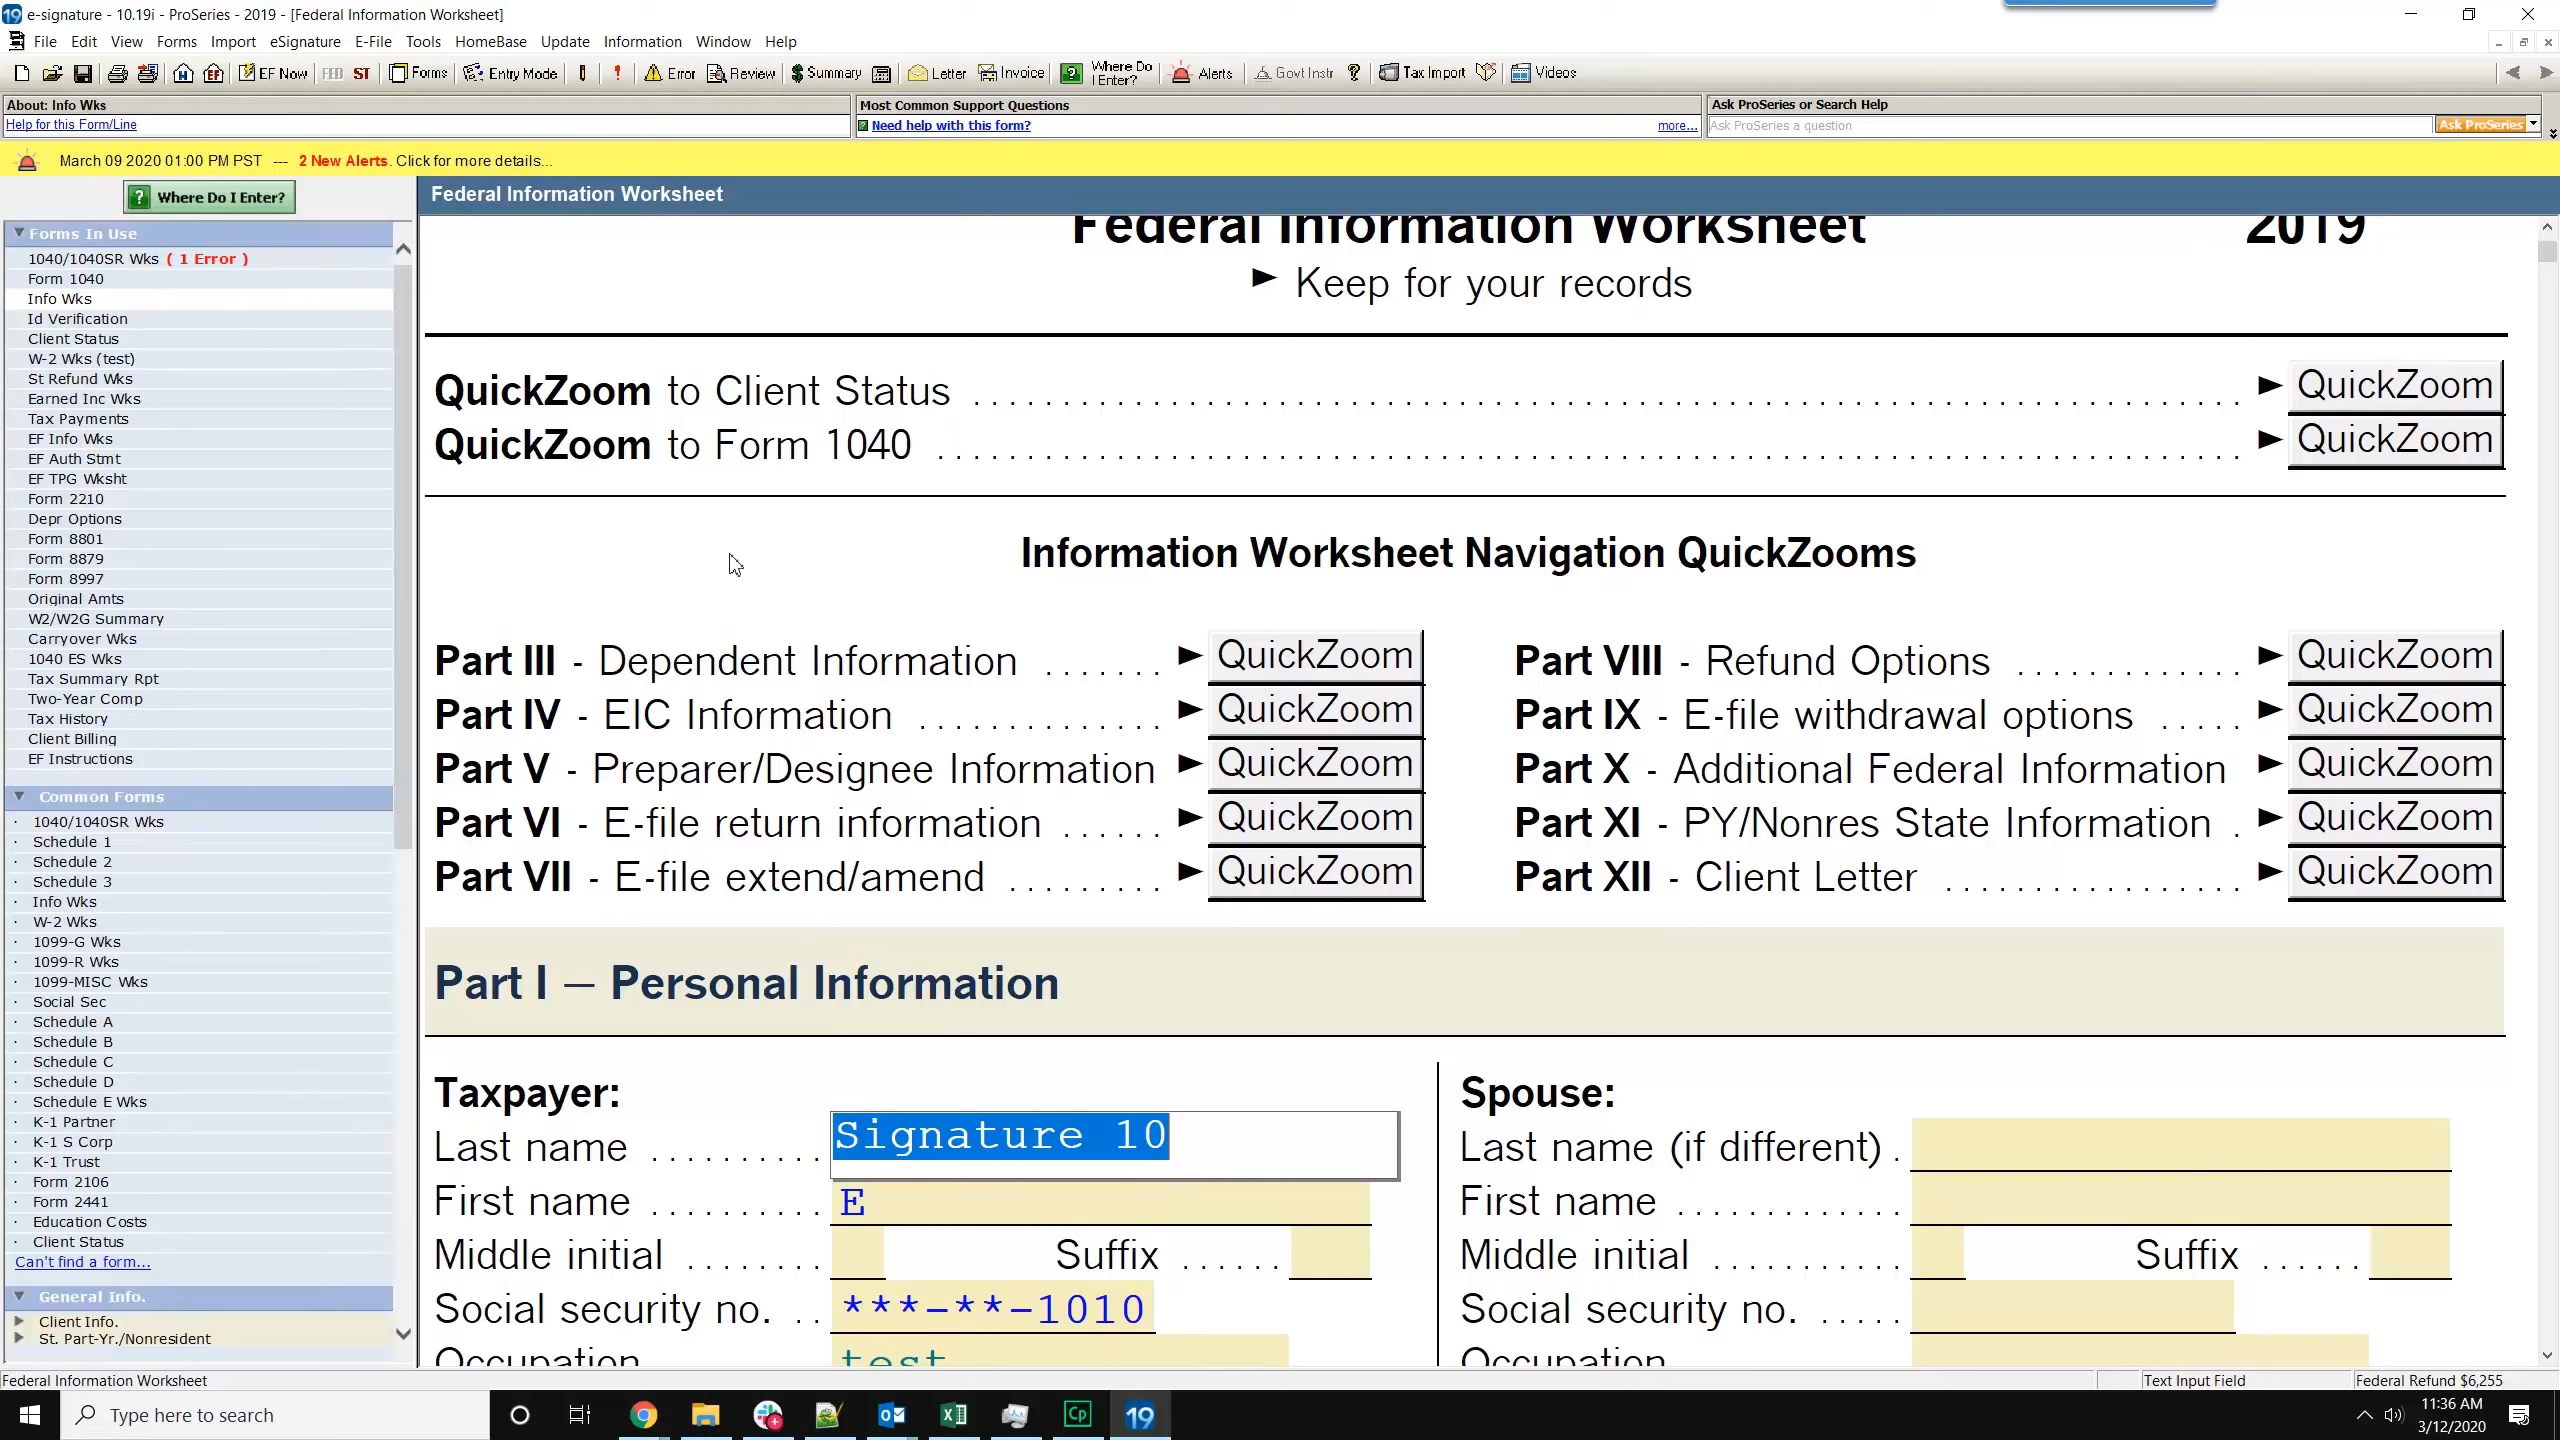 e-signature - 10.19i - ProSeries - 2019 - [Federal Information Worksheet]
File Edit View Forms Import eSignature E-File Tools HomeBase Update Information Window Help
EF Now FED ST Forms Entry Mode Error Review Summary Letter Invoice Where Do I Enter? Alerts Govt Instr Tax Import Videos
About: Info Wks
Help for this Form/Line
Most Common Support Questions
Need help with this form? more...
Ask ProSeries or Search Help
Ask ProSeries a question Ask ProSeries
March 09 2020 01:00 PM PST --- 2 New Alerts. Click for more details...
Where Do I Enter?
Forms In Use
1040/1040SR Wks ( 1 Error )
Form 1040
Info Wks
Id Verification
Client Status
W-2 Wks (test)
St Refund Wks
Earned Inc Wks
Tax Payments
EF Info Wks
EF Auth Stmt
EF TPG Wksht
Form 2210
Depr Options
Form 8801
Form 8879
Form 8997
Original Amts
W2/W2G Summary
Carryover Wks
1040 ES Wks
Tax Summary Rpt
Two-Year Comp
Tax History
Client Billing
EF Instructions
Common Forms
1040/1040SR Wks
Schedule 1
Schedule 2
Schedule 3
Info Wks
W-2 Wks
1099-G Wks
1099-R Wks
1099-MISC Wks
Social Sec
Schedule A
Schedule B
Schedule C
Schedule D
Schedule E Wks
K-1 Partner
K-1 S Corp
K-1 Trust
Form 2106
Form 2441
Education Costs
Client Status
Can't find a form...
General Info.
Client Info.
St. Part-Yr./Nonresident
Federal Information Worksheet
Federal Information Worksheet 2019
► Keep for your records
QuickZoom to Client Status ► QuickZoom
QuickZoom to Form 1040 ► QuickZoom
Information Worksheet Navigation QuickZooms
Part III - Dependent Information ► QuickZoom Part VIII - Refund Options ► QuickZoom
Part IV - EIC Information ► QuickZoom Part IX - E-file withdrawal options ► QuickZoom
Part V - Preparer/Designee Information ► QuickZoom Part X - Additional Federal Information ► QuickZoom
Part VI - E-file return information ► QuickZoom Part XI - PY/Nonres State Information ► QuickZoom
Part VII - E-file extend/amend ► QuickZoom Part XII - Client Letter ► QuickZoom
Part I — Personal Information
Taxpayer: Spouse:
Last name Signature 10 Last name (if different)
First name E First name
Middle initial Suffix Middle initial Suffix
Social security no. ***-**-1010 Social security no.
Occupation test Occupation
Federal Information Worksheet Text Input Field Federal Refund $6,255
Type here to search Cp 19 11:36 AM
3/12/2020